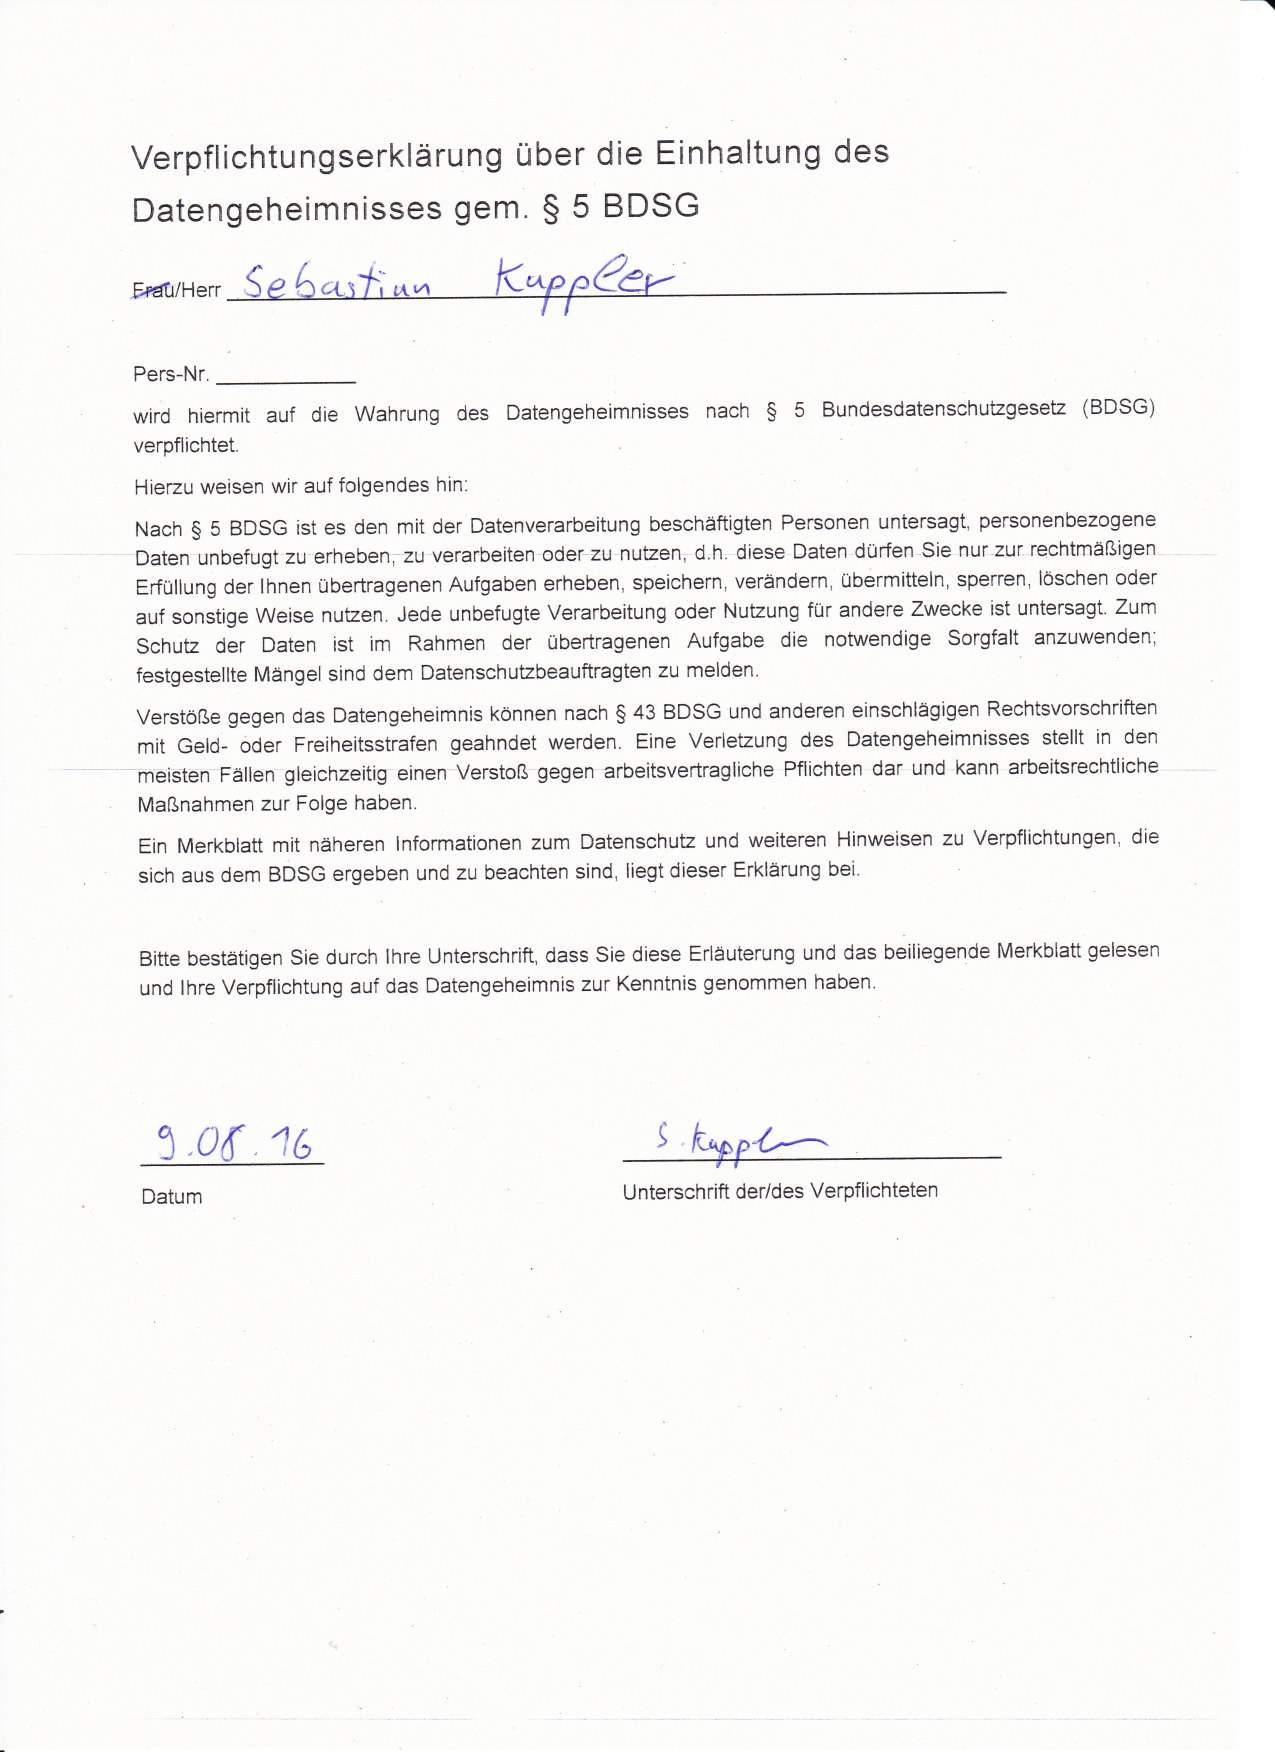 Verpflichtungserklärung über die Einhaltung des
Datengeheimnisses gem. § 5 BDSG
Frau/Herr Sebastian Kuppler
Pers-Nr.
wird hiermit auf die Wahrung des Datengeheimnisses nach § 5 Bundesdatenschutzgesetz (BDSG)
verpflichtet.
Hierzu weisen wir auf folgendes hin:
Nach § 5 BDSG ist es den mit der Datenverarbeitung beschäftigten Personen untersagt, personenbezogene
Daten unbefugt zu erheben, zu verarbeiten oder zu nutzen, d.h. diese Daten dürfen Sie nur zur rechtmäßigen
Erfüllung der Ihnen übertragenen Aufgaben erheben, speichern, verändern, übermitteln, sperren, löschen oder
auf sonstige Weise nutzen. Jede unbefugte Verarbeitung oder Nutzung für andere Zwecke ist untersagt. Zum
Schutz der Daten ist im Rahmen der übertragenen Aufgabe die notwendige Sorgfalt anzuwenden;
festgestellte Mängel sind dem Datenschutzbeauftragten zu melden.
Verstöße gegen das Datengeheimnis können nach § 43 BDSG und anderen einschlägigen Rechtsvorschriften
mit Geld- oder Freiheitsstrafen geahndet werden. Eine Verletzung des Datengeheimnisses stellt in den
meisten Fällen gleichzeitig einen Verstoß gegen arbeitsvertragliche Pflichten dar und kann arbeitsrechtliche
Maßnahmen zur Folge haben.
Ein Merkblatt mit näheren Informationen zum Datenschutz und weiteren Hinweisen zu Verpflichtungen, die
sich aus dem BDSG ergeben und zu beachten sind, liegt dieser Erklärung bei.
Bitte bestätigen Sie durch Ihre Unterschrift, dass Sie diese Erläuterung und das beiliegende Merkblatt gelesen
und Ihre Verpflichtung auf das Datengeheimnis zur Kenntnis genommen haben.
9.08.16 S. Kuppler
Datum Unterschrift der/des Verpflichteten